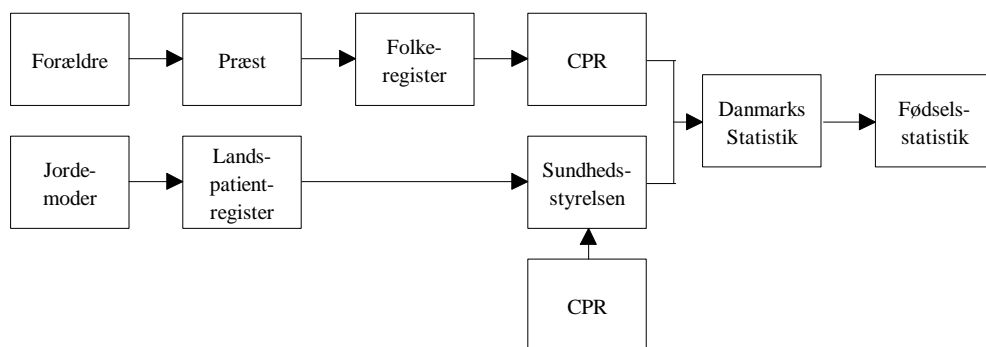 Forældre
Præst
Folke-
register
CPR
Danmarks
Statistik
Fødsels-
statistik
Jorde-
moder
Lands-
patient-
register
Sundheds-
styrelsen
CPR